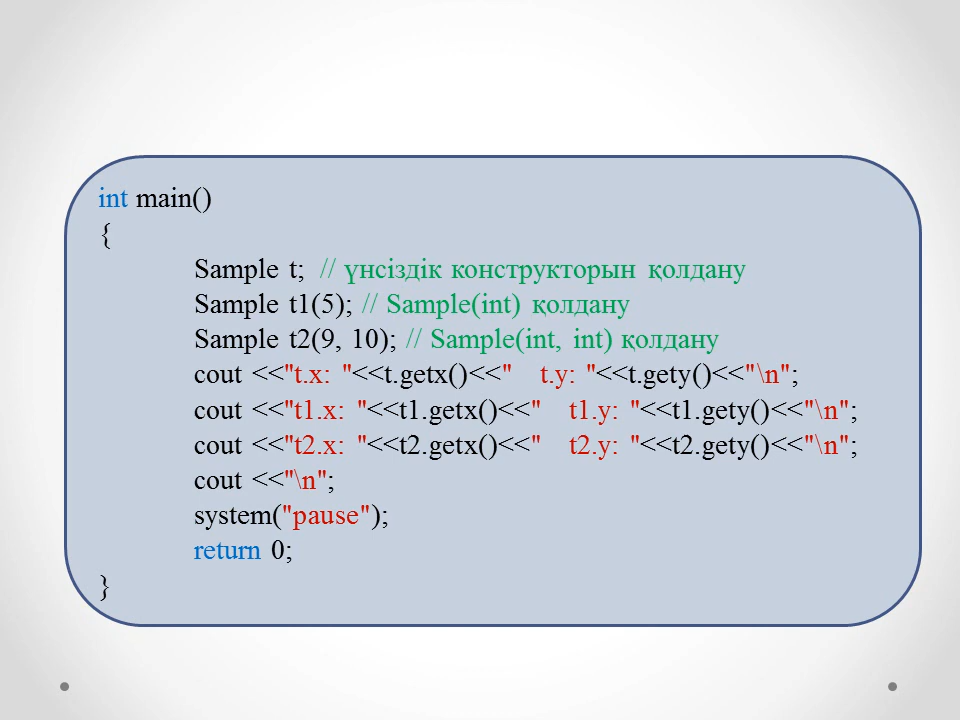 int main()
{
Sample t;  // үнсіздік конструкторын қолдану
Sample t1(5); // Sample(int) қолдану
Sample t2(9, 10); // Sample(int, int) қолдану
cout <<"t.x: "<<t.getx()<<"   t.y: "<<t.gety()<<"\n";
cout <<"t1.x: "<<t1.getx()<<"   t1.y: "<<t1.gety()<<"\n";
cout <<"t2.x: "<<t2.getx()<<"   t2.y: "<<t2.gety()<<"\n";
cout <<"\n";
system("pause");
return 0;
}